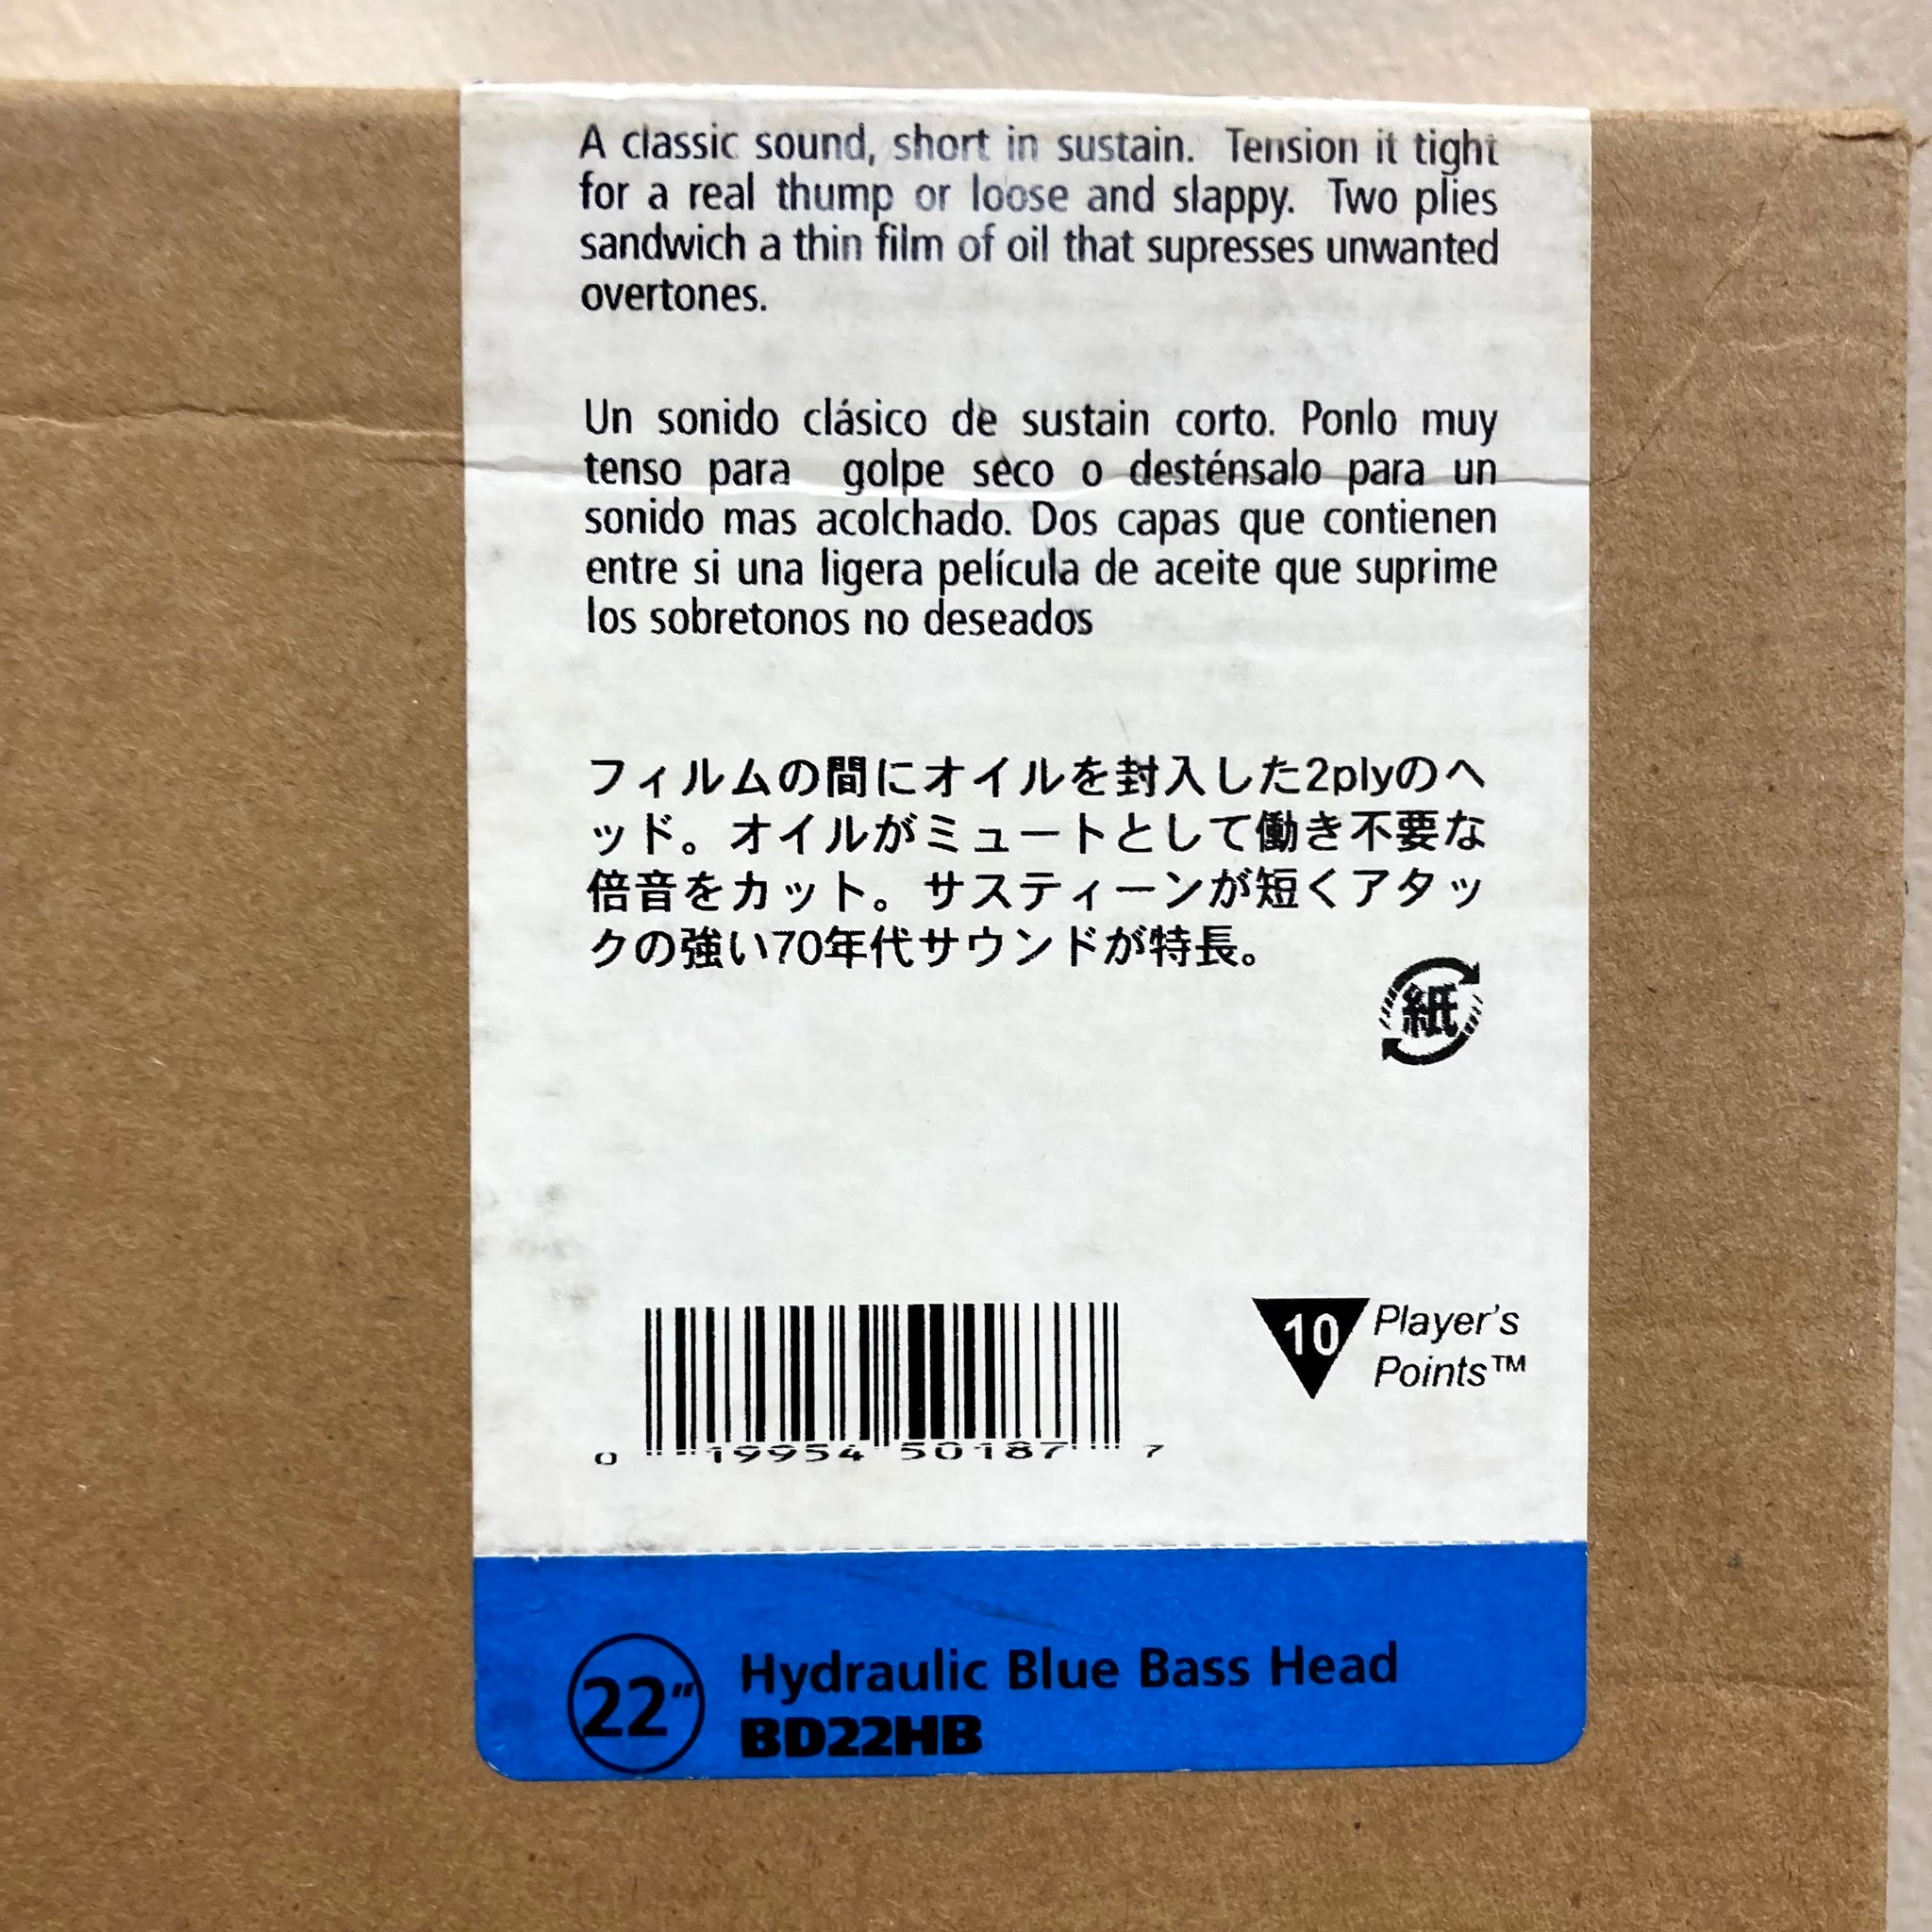 A classic sound, short in sustain. Tension it tight
for a real thump or loose and slappy. Two plies
sandwich a thin film of oil that supresses unwanted
overtones.
Un sonido clásico de sustain corto. Ponlo muy
tenso para golpe seco o desténsalo para un
sonido mas acolchado. Dos capas que contienen
entre si una ligera película de aceite que suprime
los sobretonos no deseados
フィルムの間にオイルを封入した2plyのヘ
ッド。オイルがミュートとして働き不要な
倍音をカット。サスティーンが短くアタッ
クの強い70年代サウンドが特長。
紙
10 Player's
Points™
0 19954 50187 7
22" Hydraulic Blue Bass Head
BD22HB